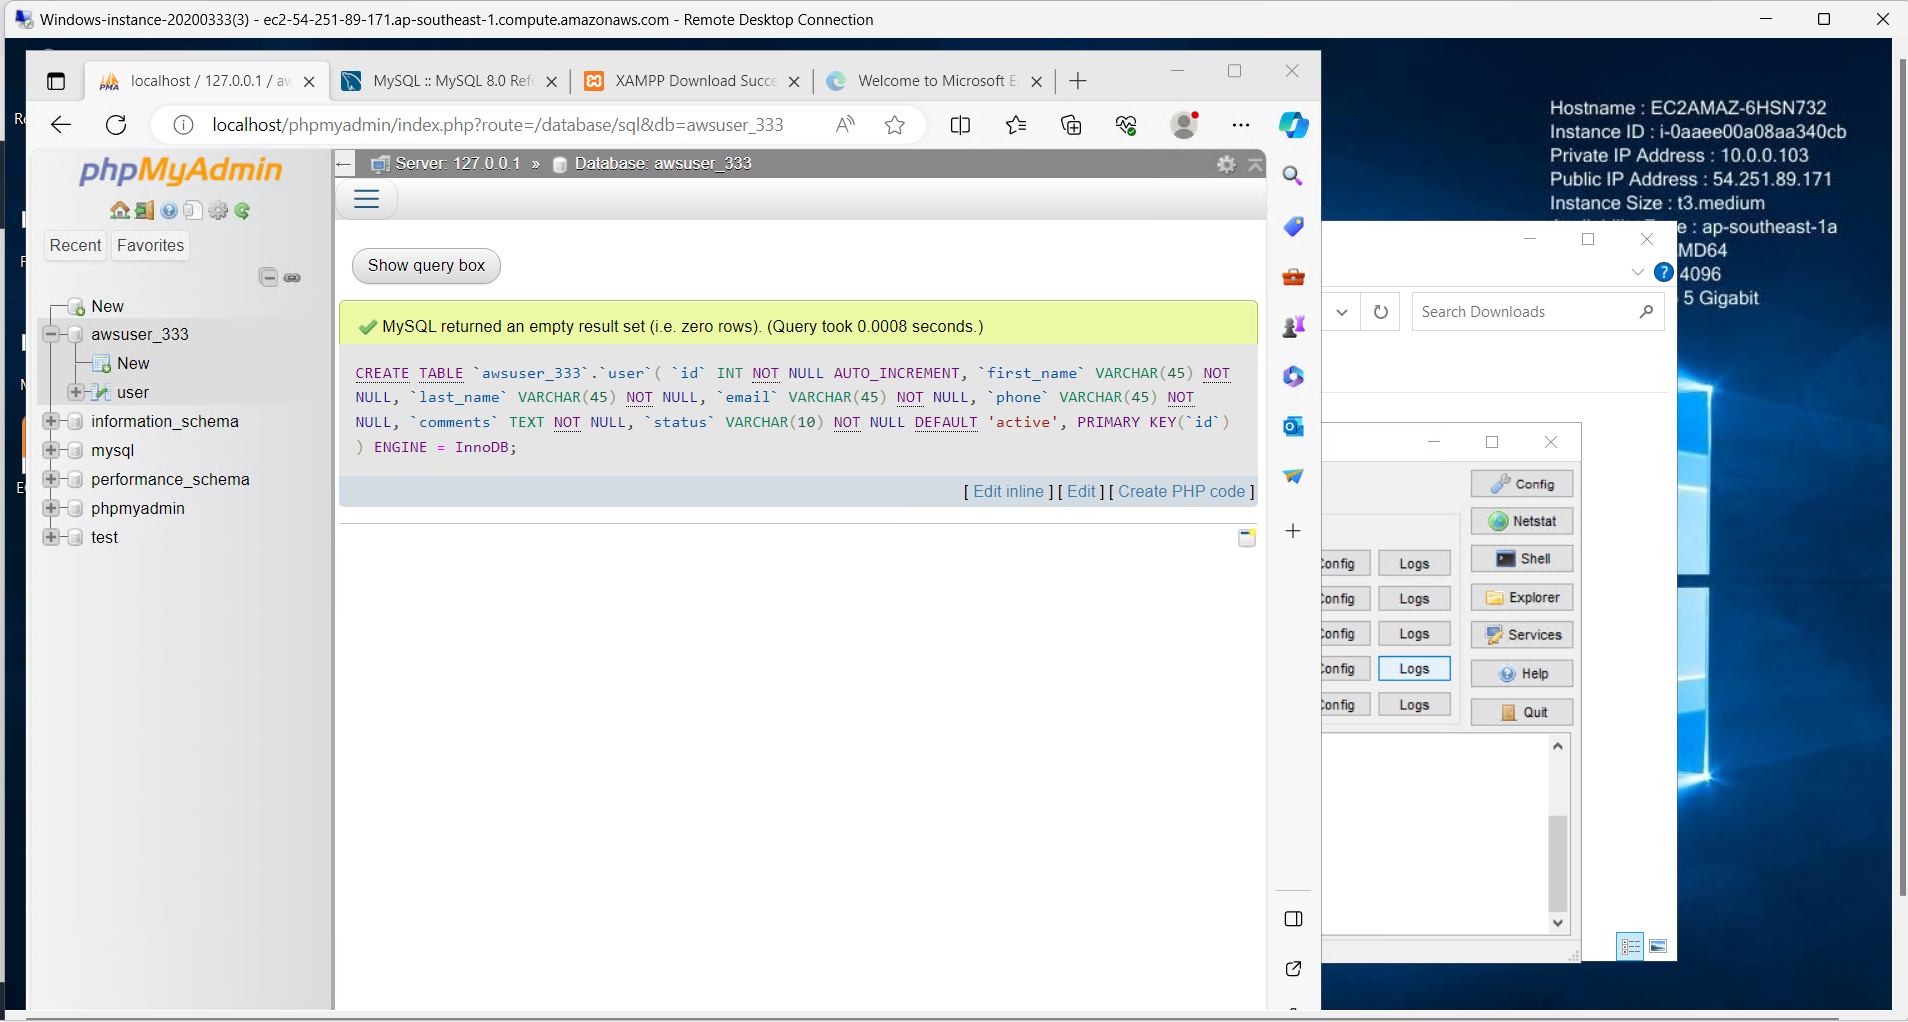 Windows-instance-20200333(3) - ec2-54-251-89-171.ap-southeast-1.compute.amazonaws.com - Remote Desktop Connection
localhost / 127.0.0.1 / aw
MySQL :: MySQL 8.0 Refe
XAMPP Download Succe
Welcome to Microsoft E
localhost/phpmyadmin/index.php?route=/database/sql&db=awsuser_333
phpMyAdmin
Recent
Favorites
New
awsuser_333
New
user
information_schema
mysql
performance_schema
phpmyadmin
test
Server: 127.0.0.1 » Database: awsuser_333
Show query box
MySQL returned an empty result set (i.e. zero rows). (Query took 0.0008 seconds.)
CREATE TABLE `awsuser_333`.`user`( `id` INT NOT NULL AUTO_INCREMENT, `first_name` VARCHAR(45) NOT
NULL, `last_name` VARCHAR(45) NOT NULL, `email` VARCHAR(45) NOT NULL, `phone` VARCHAR(45) NOT
NULL, `comments` TEXT NOT NULL, `status` VARCHAR(10) NOT NULL DEFAULT 'active', PRIMARY KEY(`id`)
) ENGINE = InnoDB;
[ Edit inline ] [ Edit ] [ Create PHP code ]
Hostname : EC2AMAZ-6HSN732
Instance ID : i-0aaee00a08aa340cb
Private IP Address : 10.0.0.103
Public IP Address : 54.251.89.171
Instance Size : t3.medium
e : ap-southeast-1a
MD64
4096
5 Gigabit
Search Downloads
Config
Netstat
Shell
Explorer
Services
Help
Quit
Config Logs
Config Logs
Config Logs
Config Logs
Config Logs